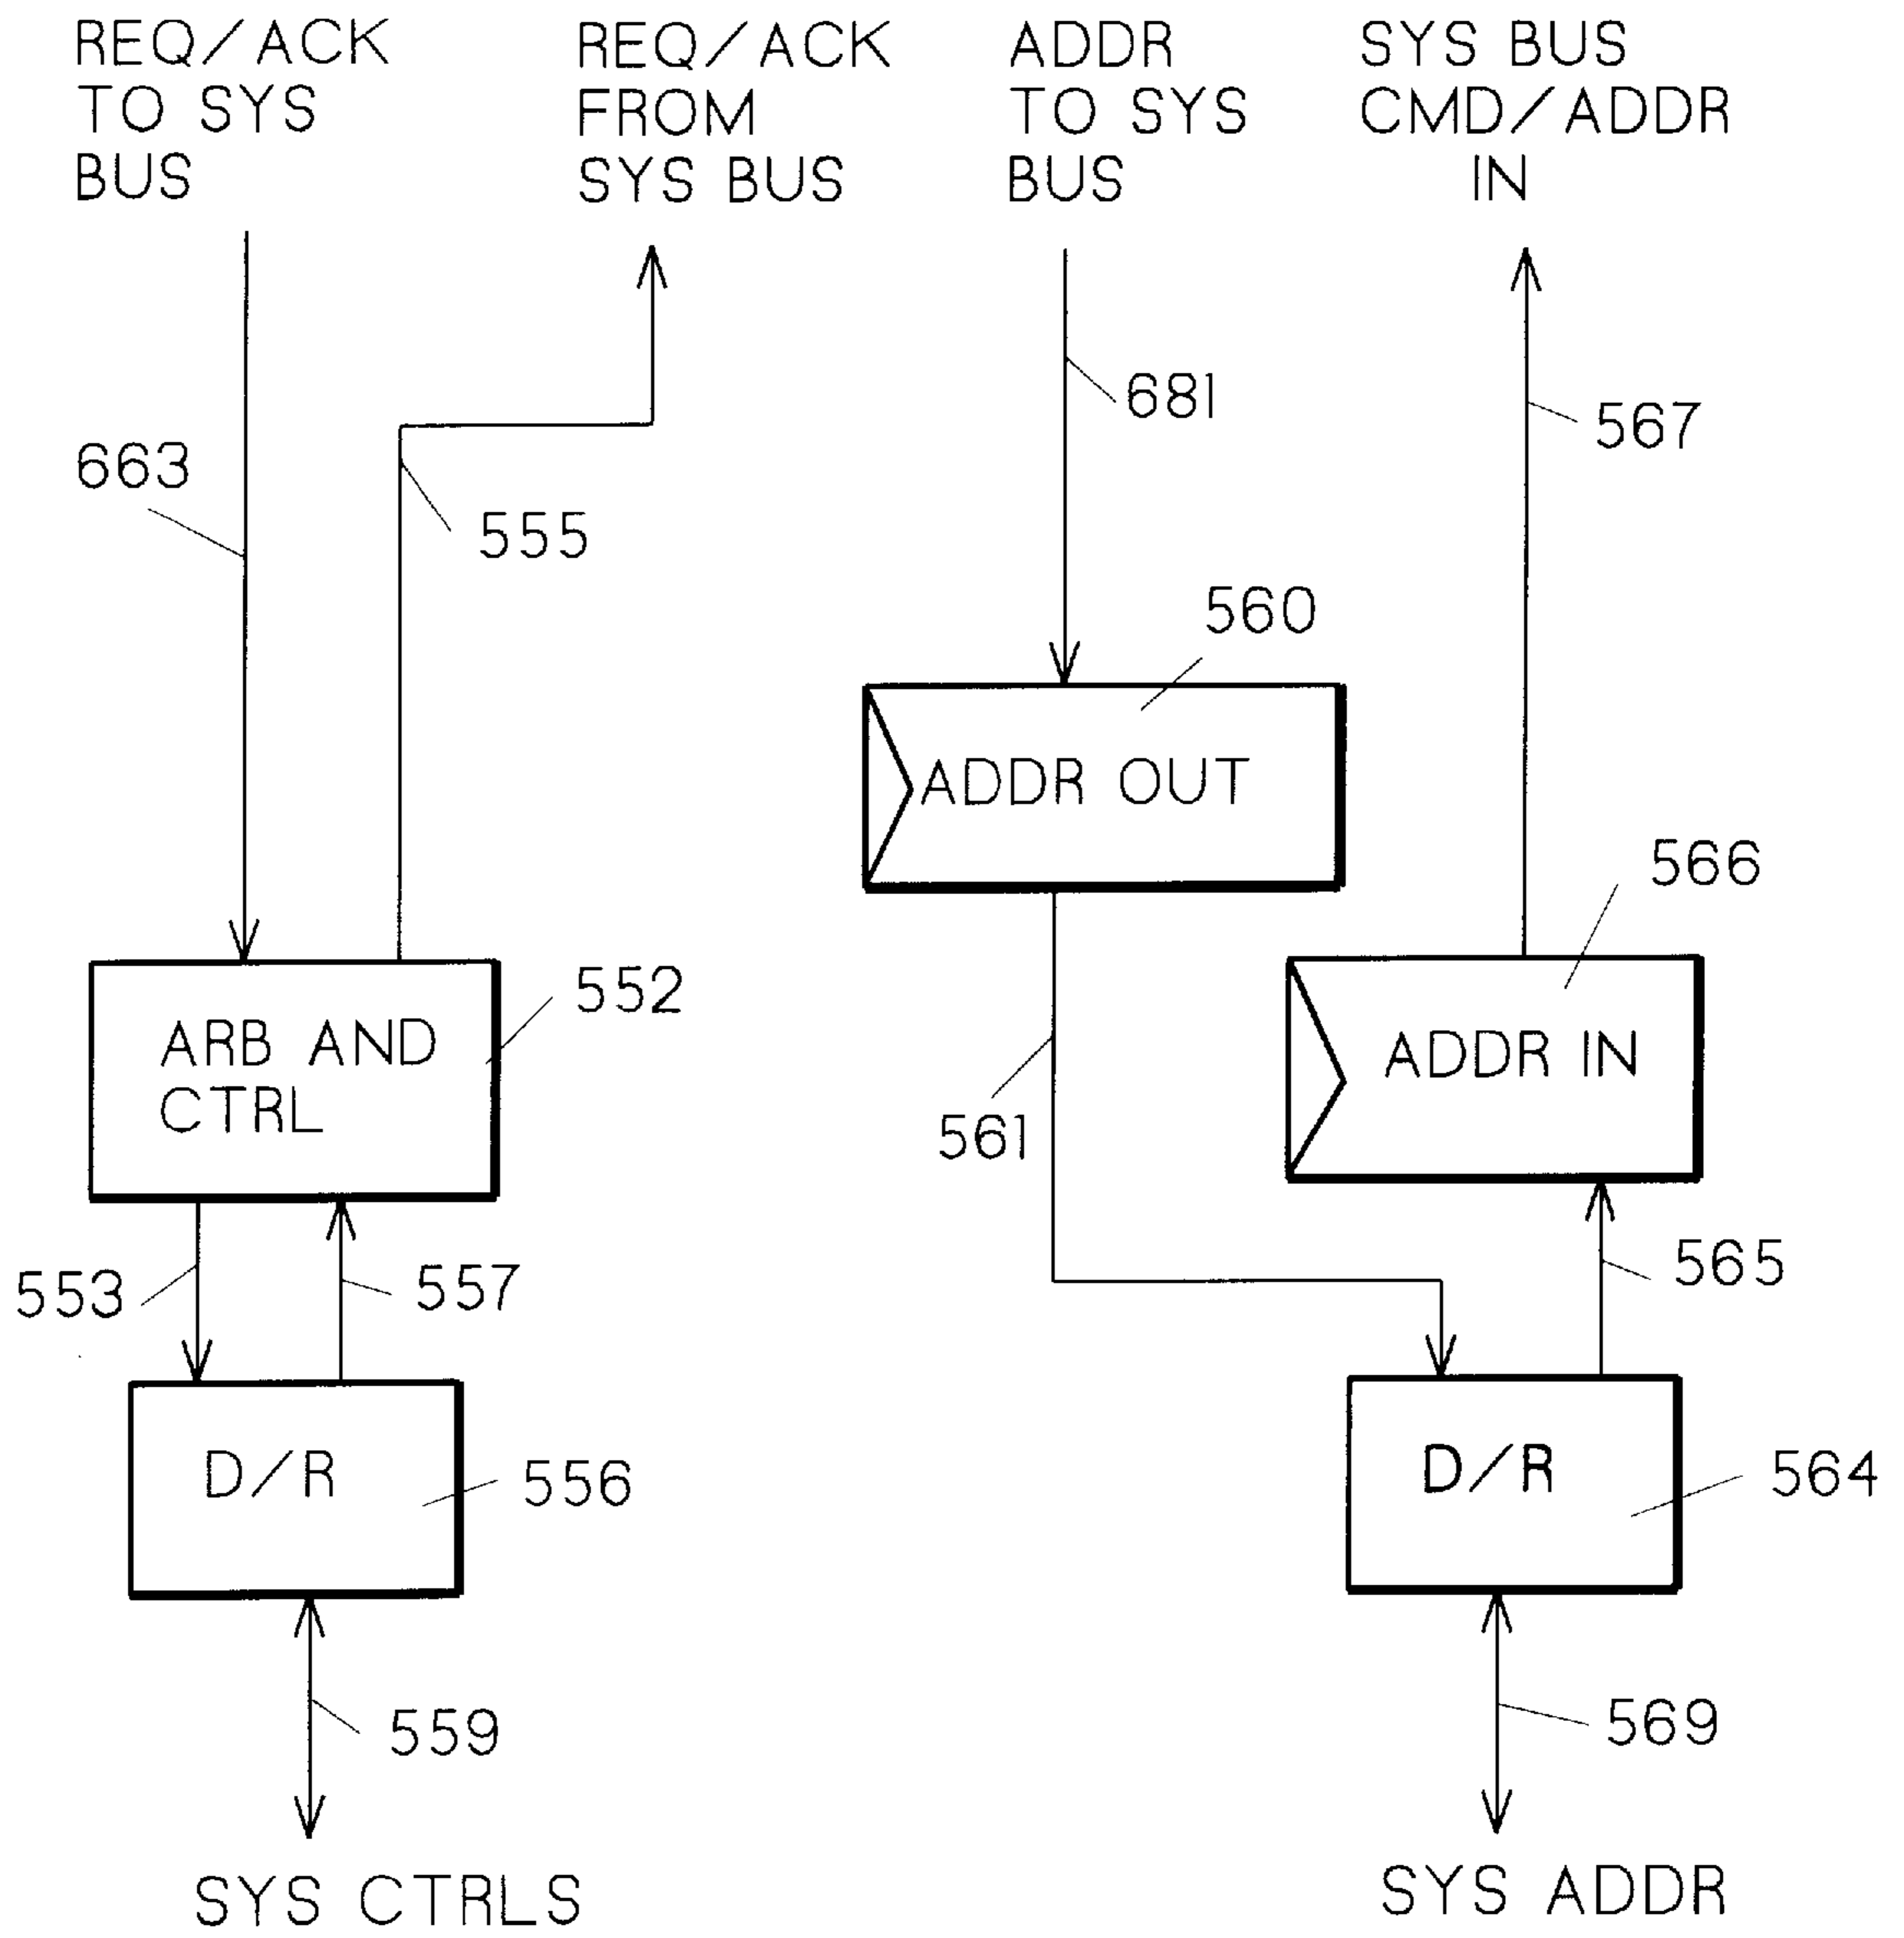 REQ/ACK
TO SYS
BUS
REQ/ACK
FROM
SYS BUS
ADDR
TO SYS
BUS
SYS BUS
CMD/ADDR
IN
681
567
663
555
560
ADDR OUT
566
552
ARB AND
CTRL
ADDR IN
561
553
557
565
D/R
556
D/R
564
559
569
SYS CTRLS
SYS ADDR